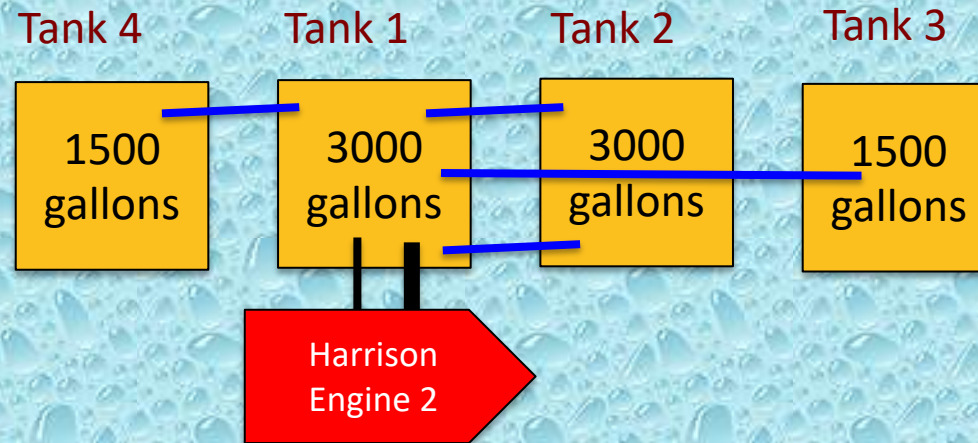 Tank 4
Tank 1
Tank 2
Tank 3
1500
gallons
3000
gallons
3000
gallons
1500
gallons
Harrison
Engine 2